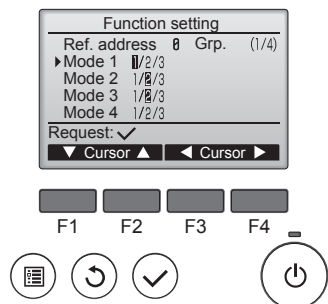 Function setting
Ref. address 0 Grp. (1/4)
Mode 1 1/2/3
Mode 2 1/2/3
Mode 3 1/2/3
Mode 4 1/2/3
Request: ✓
▼ Cursor ▲ ◀ Cursor ▶
F1 F2 F3 F4